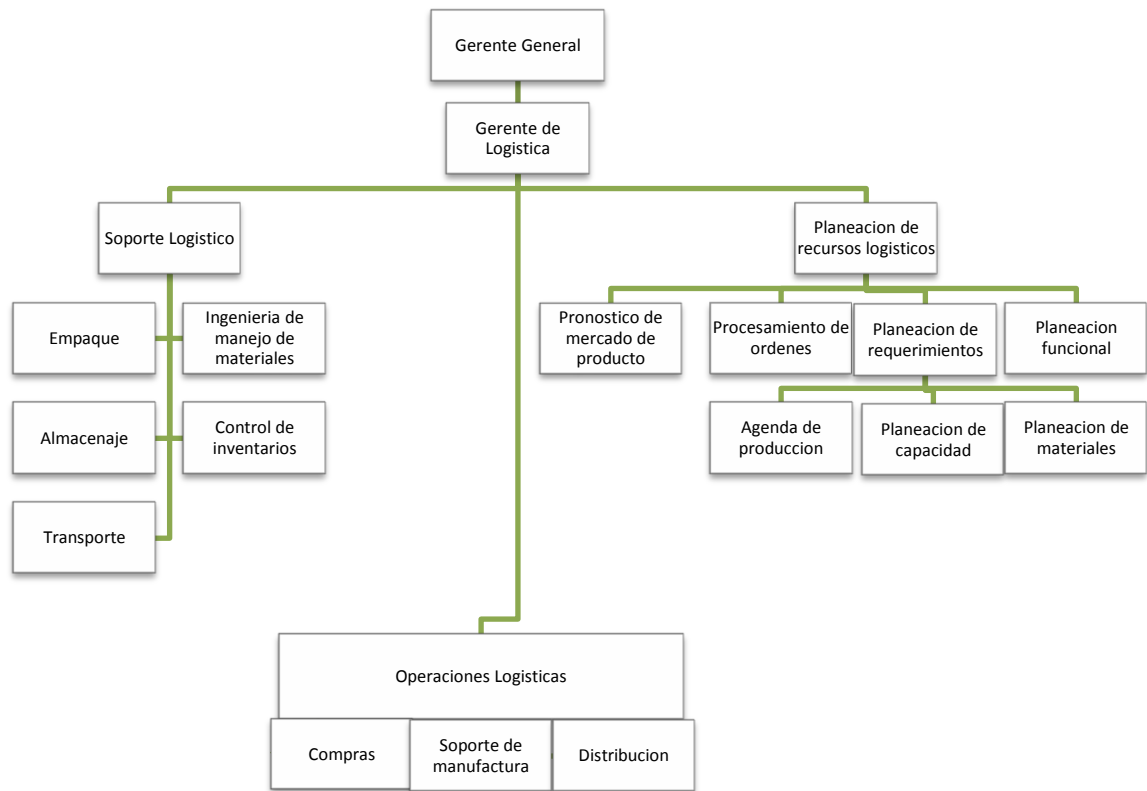 Gerente General
Gerente de
Logistica
Soporte Logistico
Planeacion de
recursos logisticos
Empaque
Ingenieria de
manejo de
materiales
Pronostico de
mercado de
producto
Procesamiento de
ordenes
Planeacion de
requerimientos
Planeacion
funcional
Almacenaje
Control de
inventarios
Agenda de
produccion
Planeacion de
capacidad
Planeacion de
materiales
Transporte
Operaciones Logisticas
Compras
Soporte de
manufactura
Distribucion